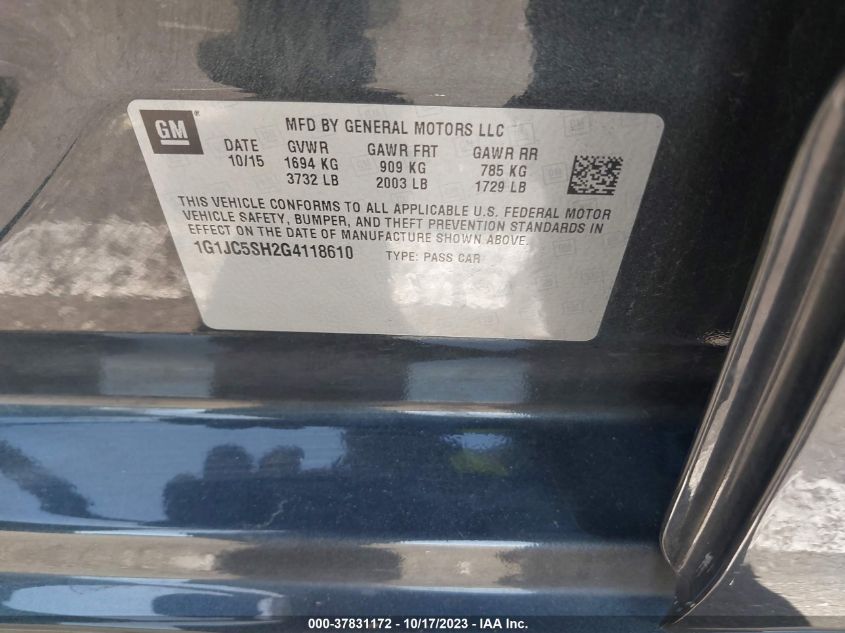 GM ®
MFD BY GENERAL MOTORS LLC
DATE GVWR GAWR FRT GAWR RR
10/15 1694 KG 909 KG 785 KG
3732 LB 2003 LB 1729 LB
THIS VEHICLE CONFORMS TO ALL APPLICABLE U.S. FEDERAL MOTOR
VEHICLE SAFETY, BUMPER, AND THEFT PREVENTION STANDARDS IN
EFFECT ON THE DATE OF MANUFACTURE SHOWN ABOVE.
1G1JC5SH2G4118610 TYPE: PASS CAR
000-37831172 - 10/17/2023 - IAA Inc.